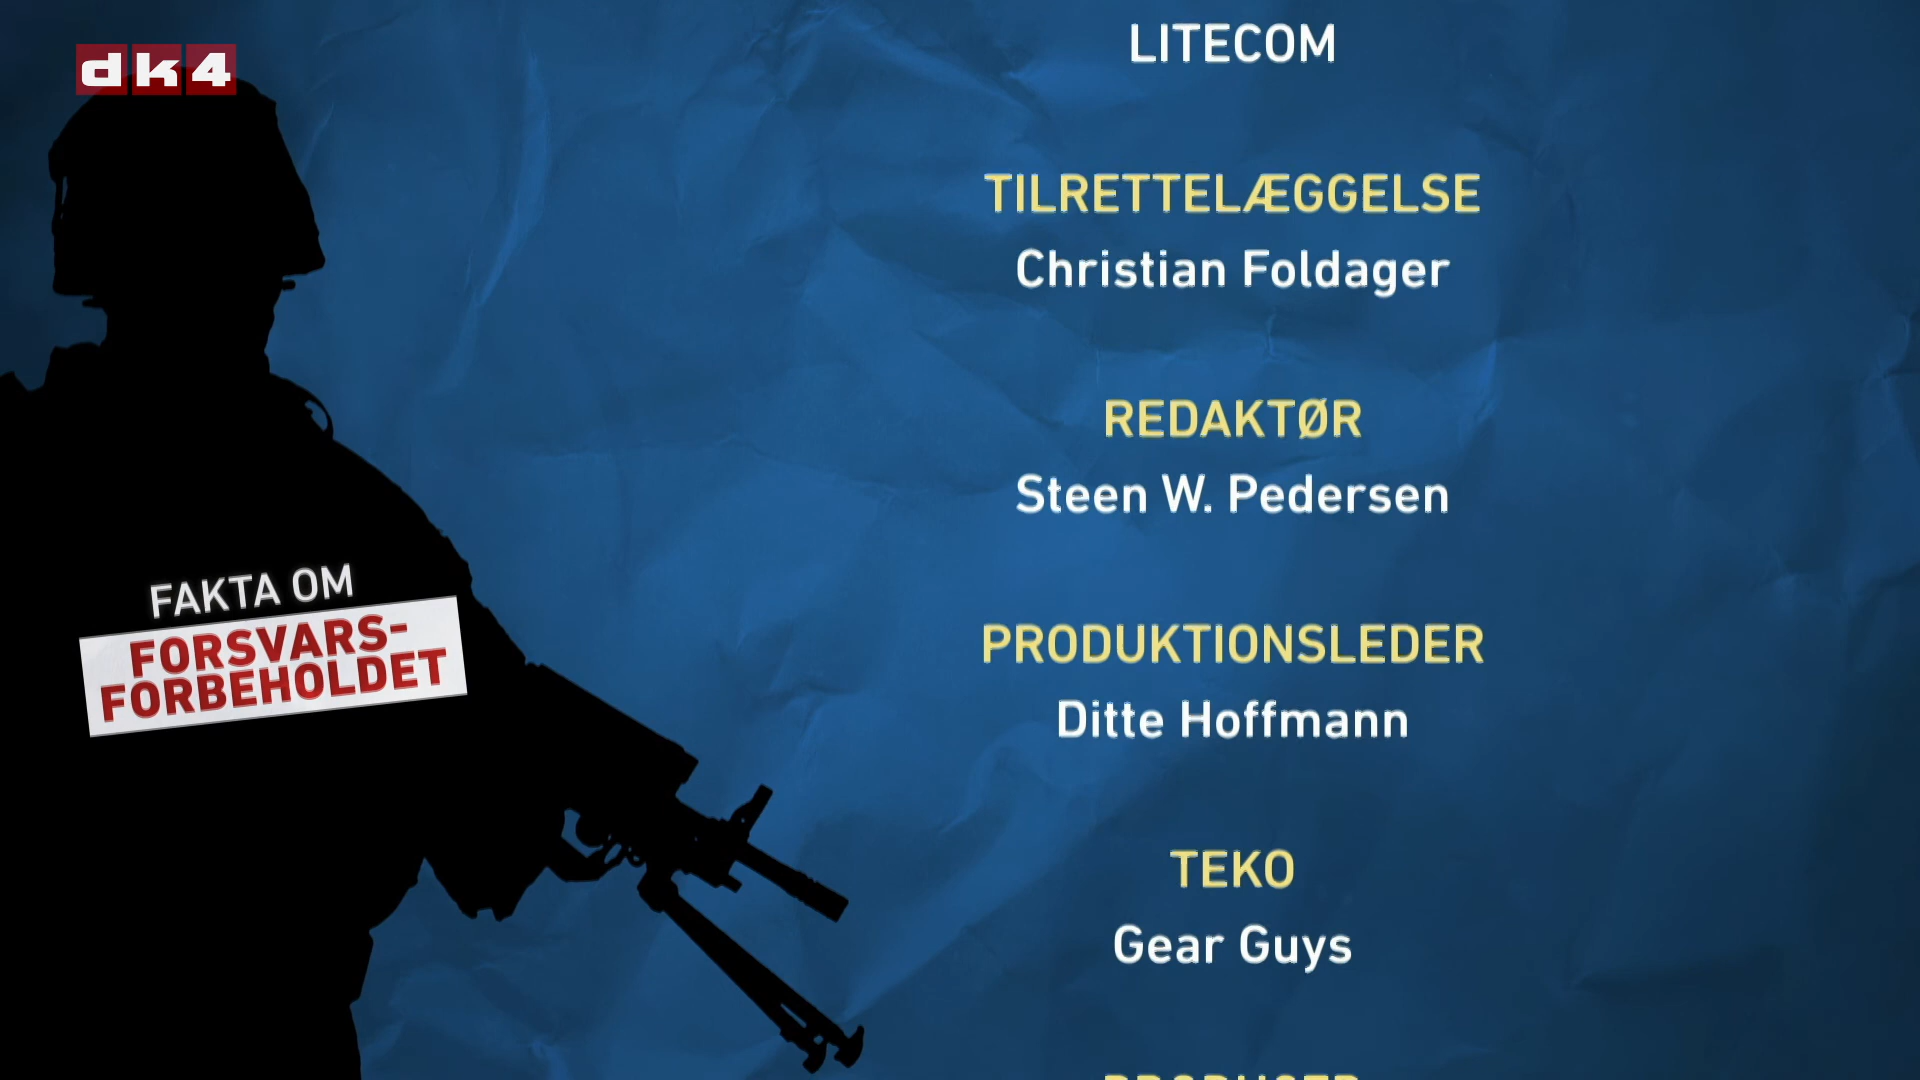 dk4
FAKTA OM
FORSVARS-
FORBEHOLDET
LITECOM
TILRETTELÆGGELSE
Christian Foldager
REDAKTØR
Steen W. Pedersen
PRODUKTIONSLEDER
Ditte Hoffmann
TEKO
Gear Guys